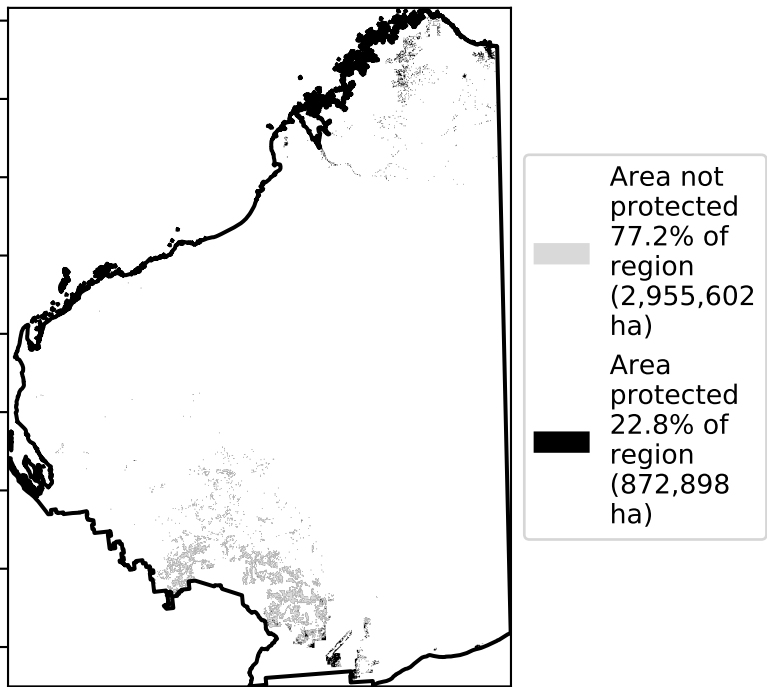 Area not
protected
77.2% of
region
(2,955,602
ha)
Area
protected
22.8% of
region
(872,898
ha)